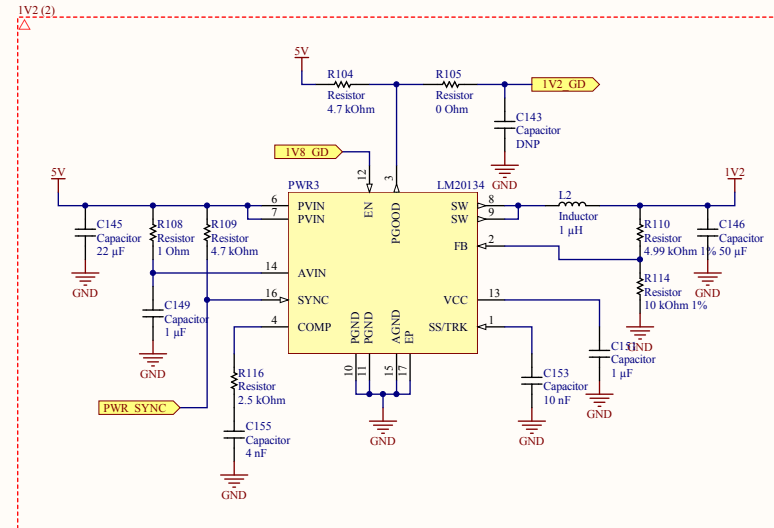 1V2 (2)
5V
R104
Resistor
4.7 kOhm
R105
Resistor
0 Ohm
1V2_GD
C143
Capacitor
DNP
GND
1V8_GD
12
3
5V
PWR3
LM20134
1V2
6
PVIN
7
PVIN
EN
PGOOD
SW
8
SW
9
L2
Inductor
1 µH
C145
Capacitor
22 µF
GND
R108
Resistor
1 Ohm
R109
Resistor
4.7 kOhm
FB
2
R110
Resistor
4.99 kOhm 1%
C146
Capacitor
50 µF
GND
14
AVIN
R114
Resistor
10 kOhm 1%
GND
16
SYNC
VCC
13
C149
Capacitor
1 µF
GND
4
COMP
SS/TRK
1
PGND
PGND
AGND
EP
10
11
15
17
C151
Capacitor
1 µF
GND
R116
Resistor
2.5 kOhm
C153
Capacitor
10 nF
GND
PWR_SYNC
GND
C155
Capacitor
4 nF
GND